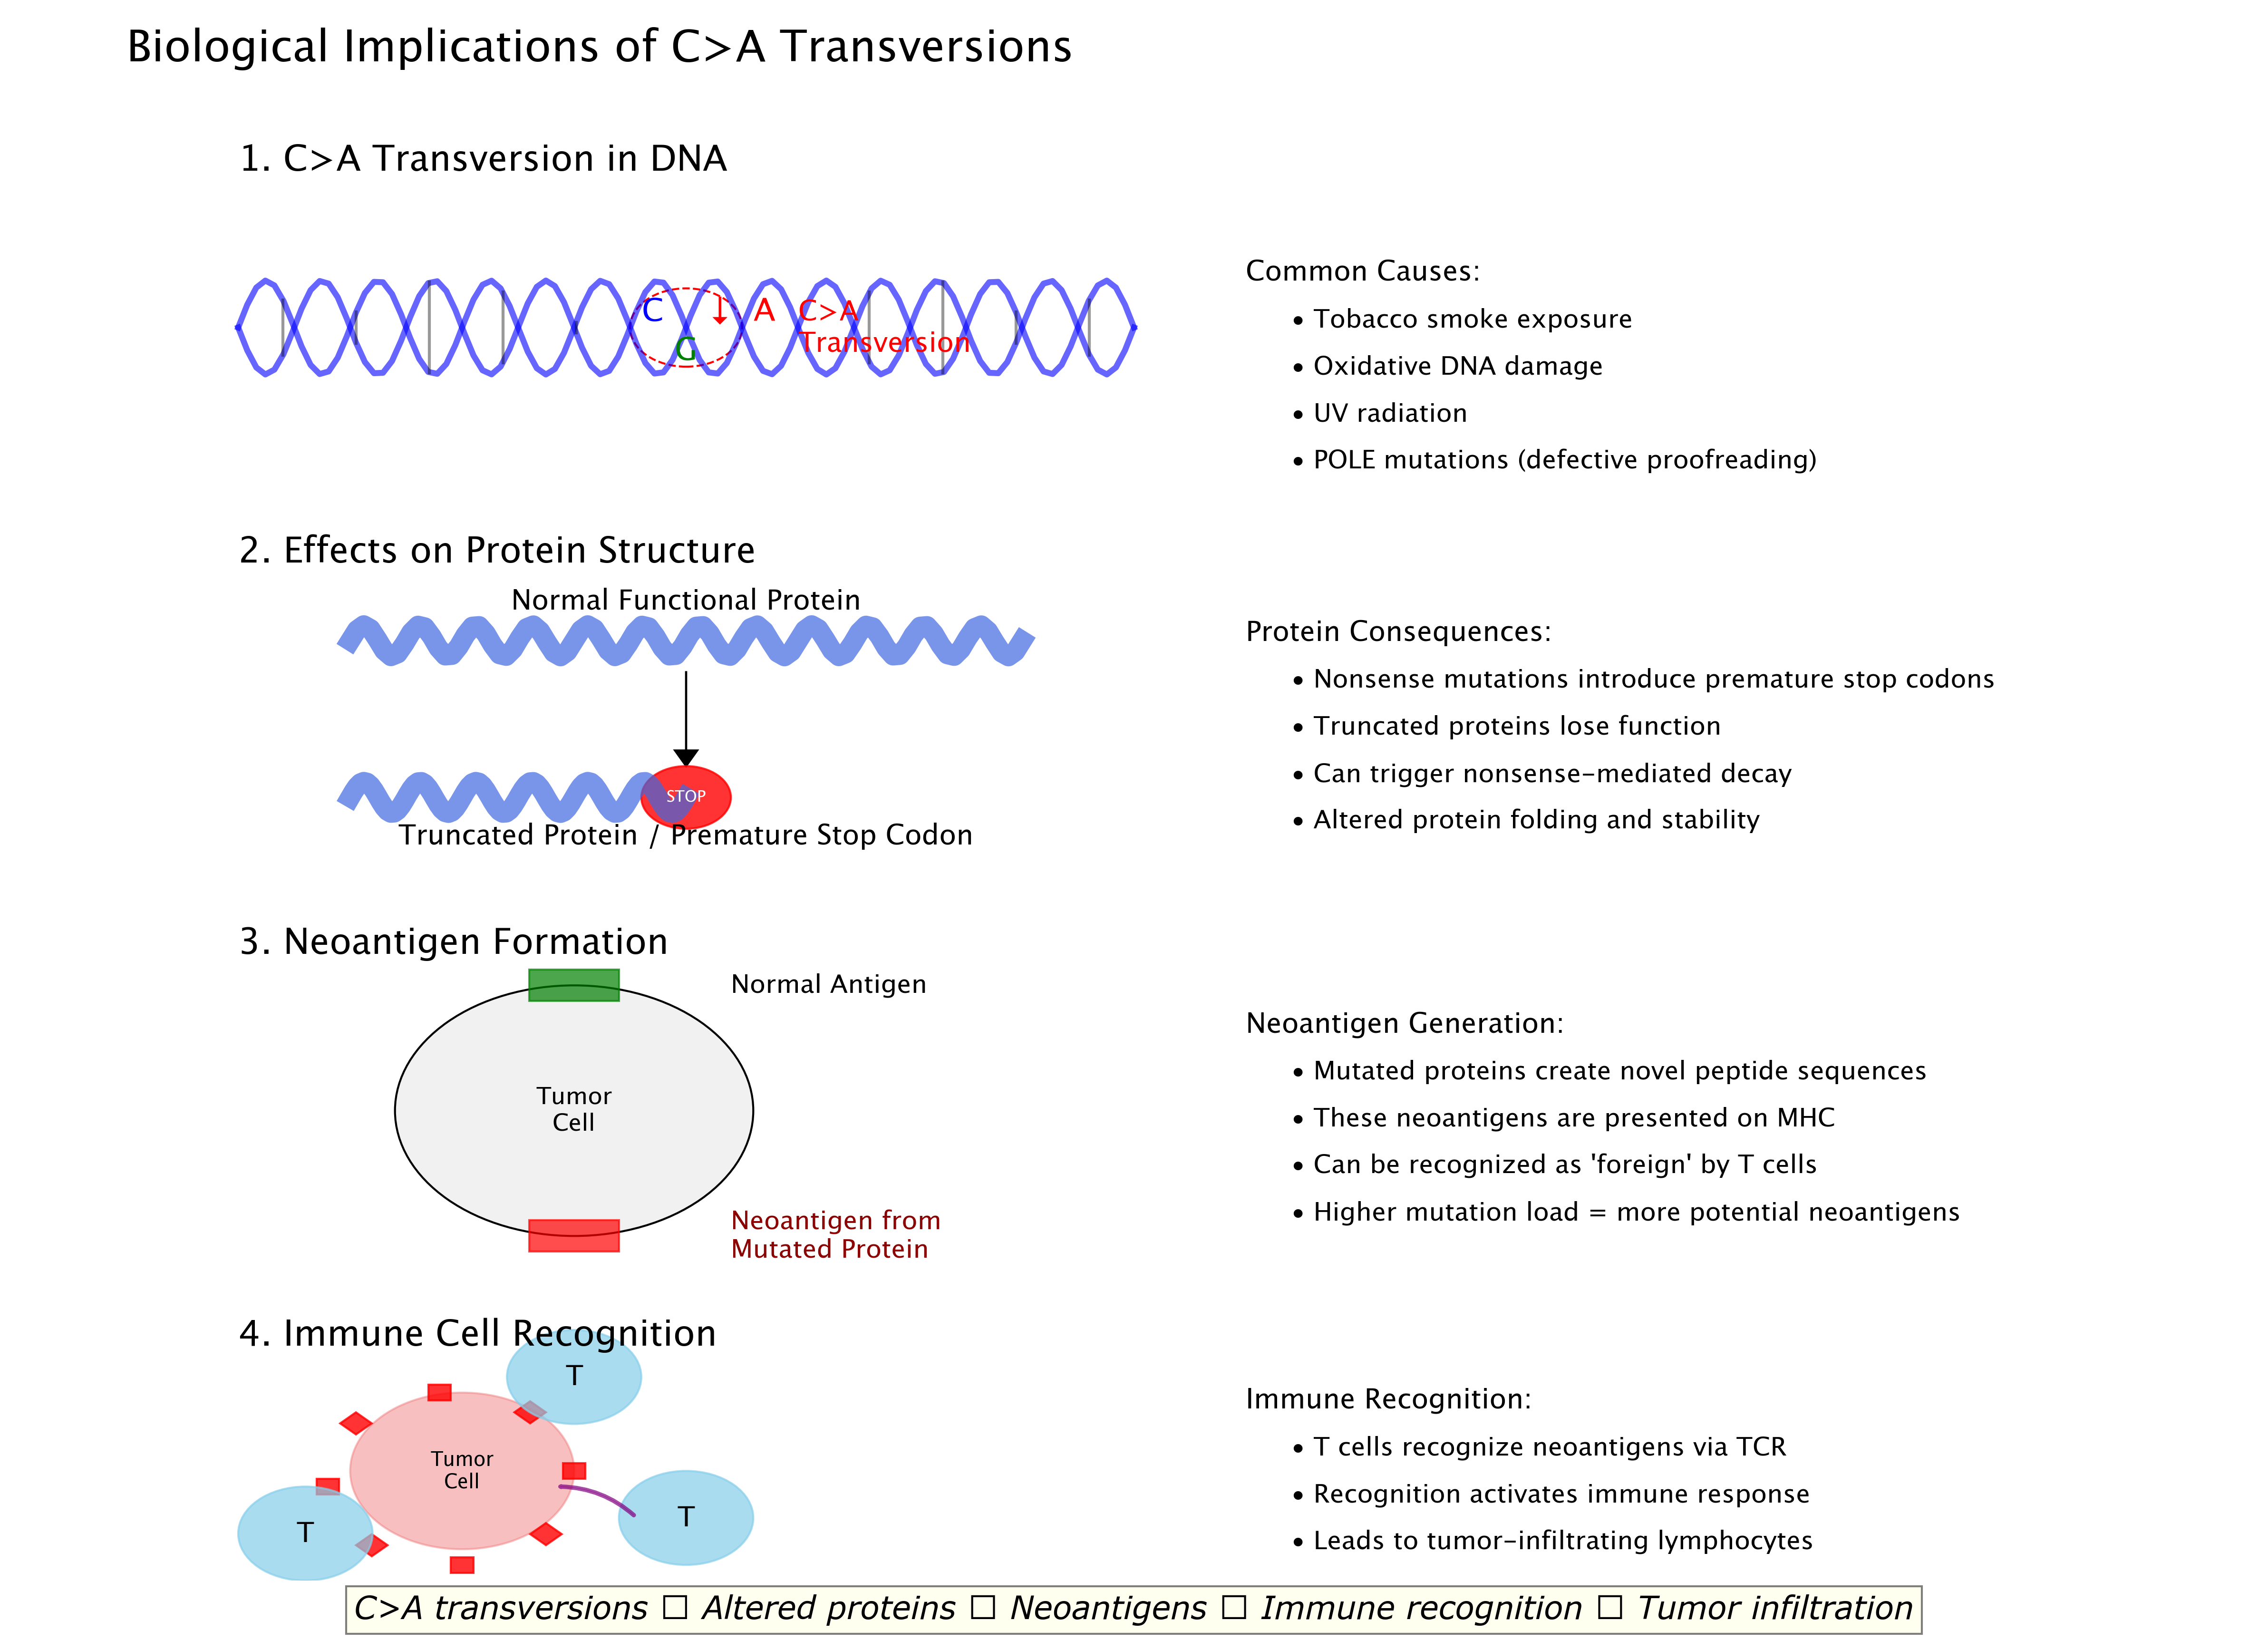 Biological Implications of C>A Transversions
1. C>A Transversion in DNA
C
A
G
C>A
Transversion
Common Causes:
• Tobacco smoke exposure
• Oxidative DNA damage
• UV radiation
• POLE mutations (defective proofreading)
2. Effects on Protein Structure
Normal Functional Protein
STOP
Truncated Protein / Premature Stop Codon
Protein Consequences:
• Nonsense mutations introduce premature stop codons
• Truncated proteins lose function
• Can trigger nonsense-mediated decay
• Altered protein folding and stability
3. Neoantigen Formation
Normal Antigen
Tumor
Cell
Neoantigen from
Mutated Protein
Neoantigen Generation:
• Mutated proteins create novel peptide sequences
• These neoantigens are presented on MHC
• Can be recognized as 'foreign' by T cells
• Higher mutation load = more potential neoantigens
4. Immune Cell Recognition
T
Tumor
Cell
T
T
Immune Recognition:
• T cells recognize neoantigens via TCR
• Recognition activates immune response
• Leads to tumor-infiltrating lymphocytes
C>A transversions □ Altered proteins □ Neoantigens □ Immune recognition □ Tumor infiltration